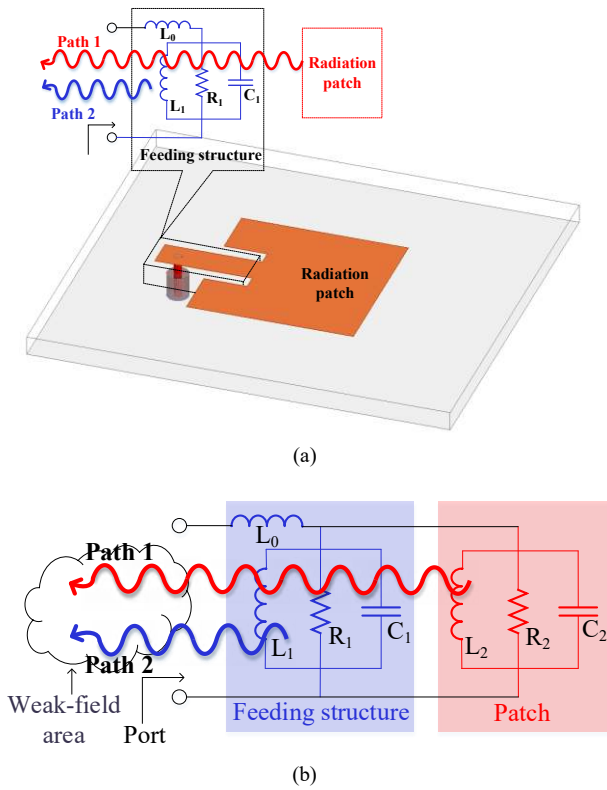 L₀
Path 1
Radiation
patch
R₁
C₁
L₁
Path 2
Feeding structure
Radiation
patch
(a)
L₀
Path 1
R₁
C₁
L₂
R₂
C₂
L₁
Path 2
Weak-field
area
Port
Feeding structure
Patch
(b)